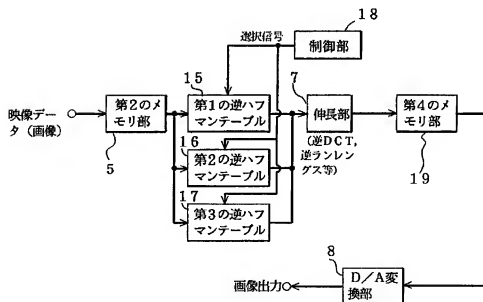 18
選択信号
制御部
15
7
映像デー
タ(画像)
第2のメ
モリ部
5
第1の逆ハフ
マンテーブル
伸長部
(逆DCT,
逆ランレン
グス等)
第4のメ
モリ部
19
16
第2の逆ハフ
マンテーブル
17
第3の逆ハフ
マンテーブル
8
画像出力
D/A変
換部